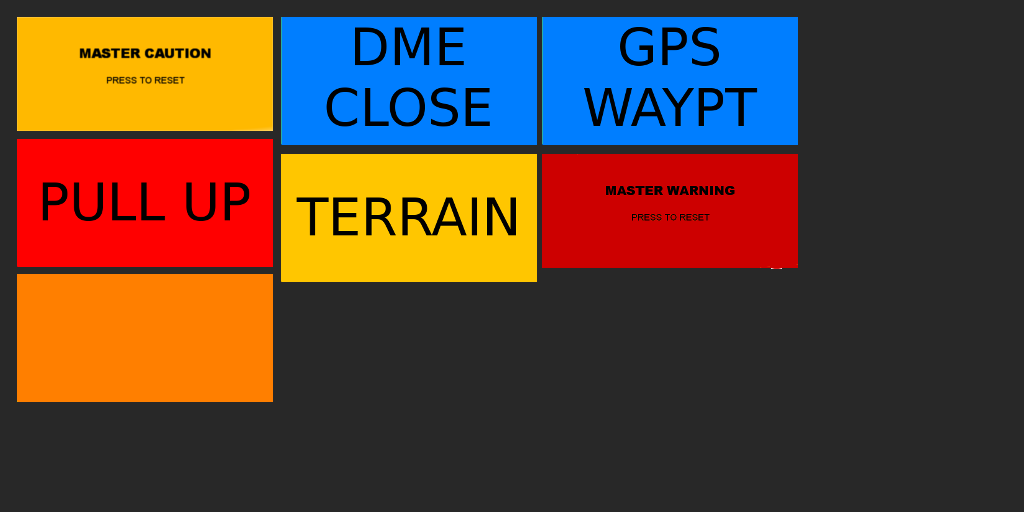 MASTER CAUTION
PRESS TO RESET
DME
CLOSE
GPS
WAYPT
PULL UP
TERRAIN
MASTER WARNING
PRESS TO RESET